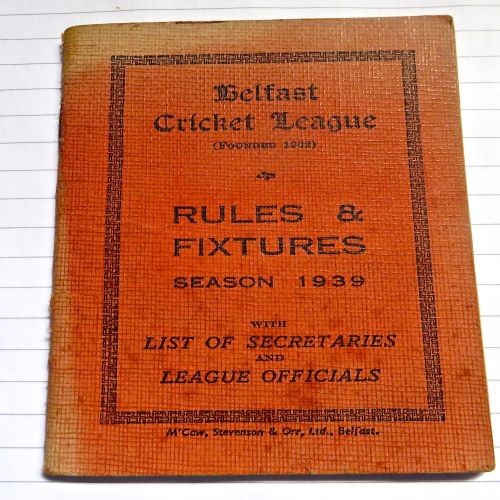 Belfast
Cricket League
(FOUNDED 1902)
RULES &
FIXTURES
SEASON 1939
WITH
LIST OF SECRETARIES
AND
LEAGUE OFFICIALS
M'Caw, Stevenson & Orr, Ltd., Belfast.